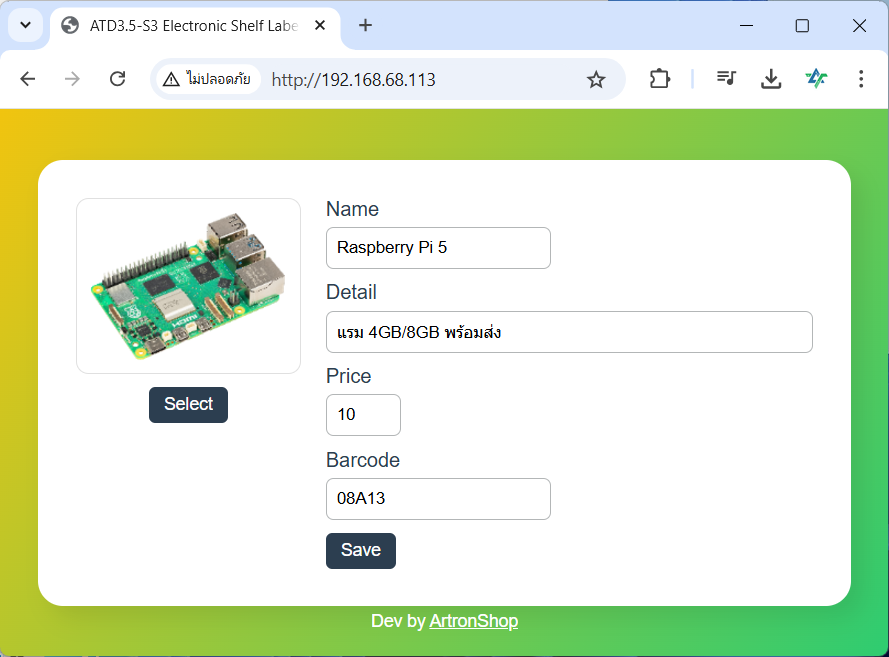 ATD3.5-S3 Electronic Shelf Labe
ไม่ปลอดภัย http://192.168.68.113
Name
Raspberry Pi 5
Detail
แรม 4GB/8GB พร้อมส่ง
Price
10
Select
Barcode
08A13
Save
Dev by ArtronShop